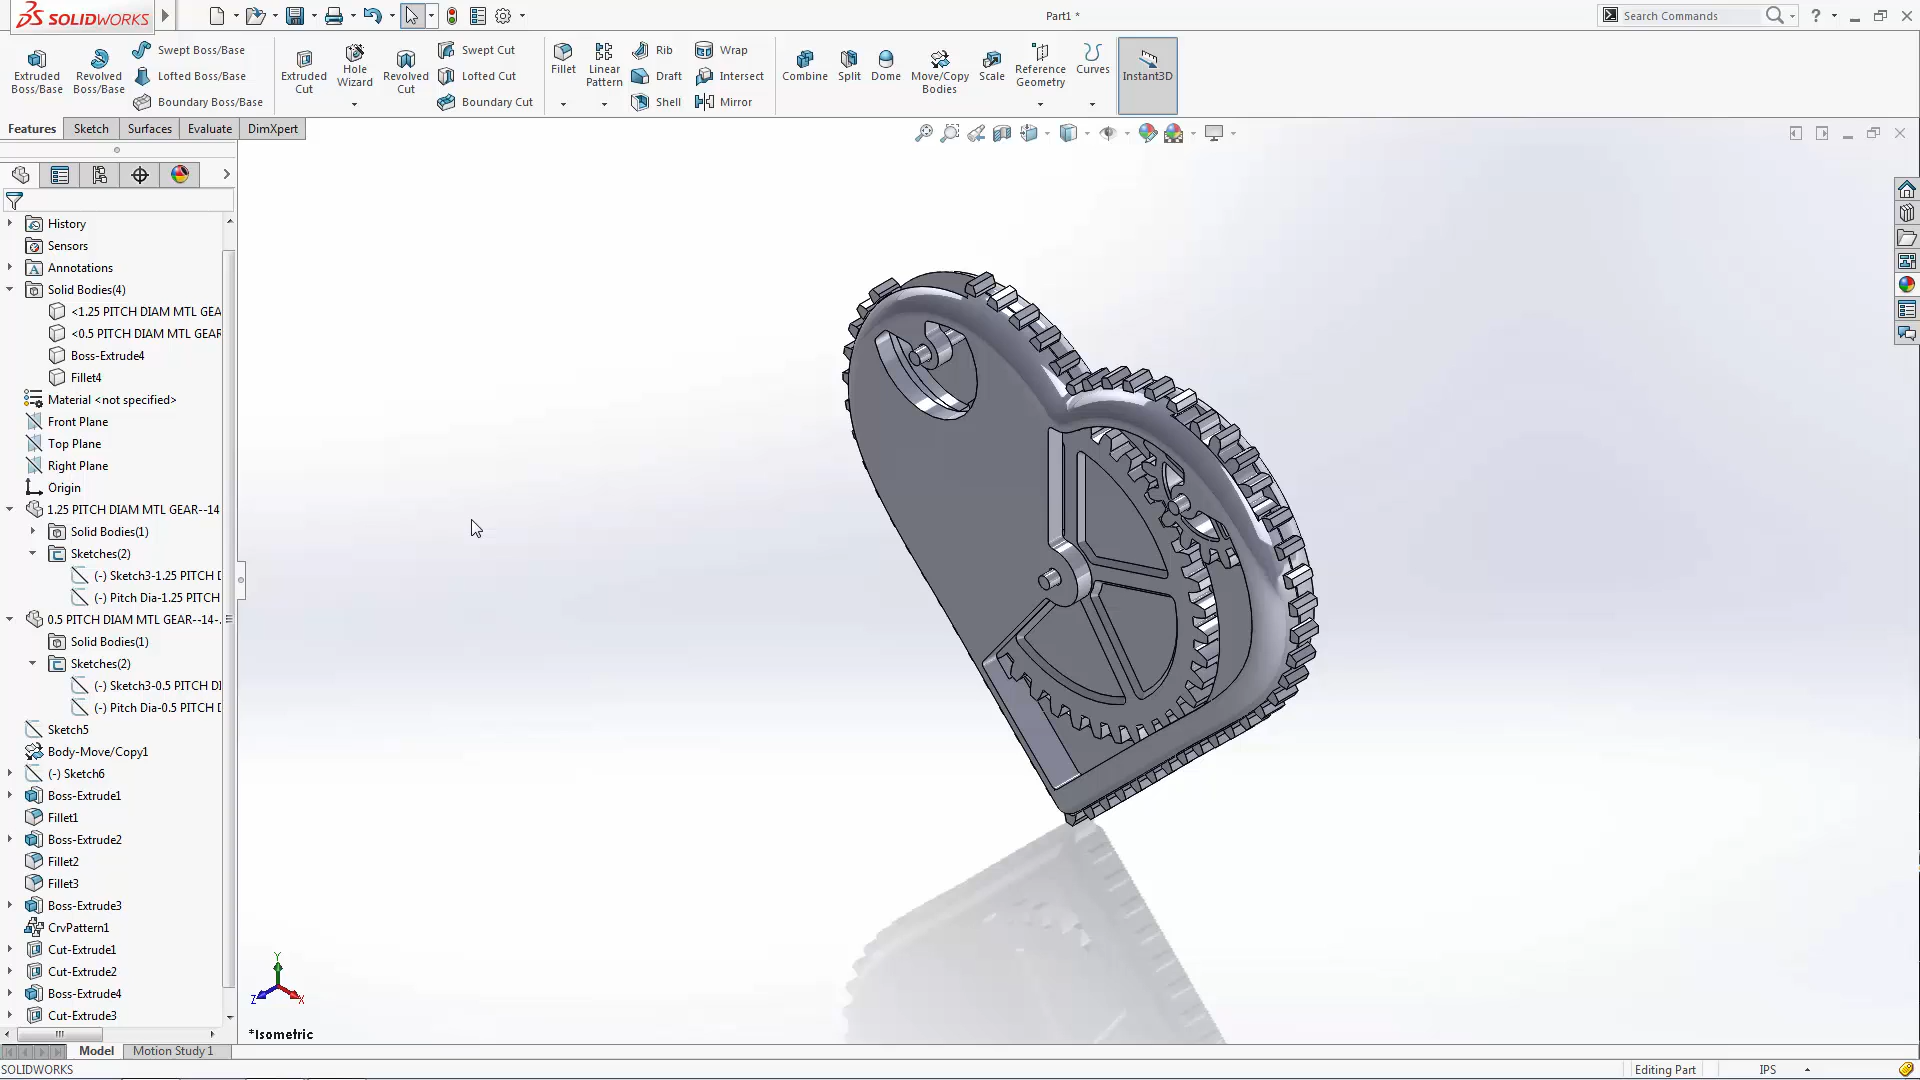 SOLIDWORKS
Part1 *
Search Commands
Extruded Boss/Base
Revolved Boss/Base
Swept Boss/Base
Lofted Boss/Base
Boundary Boss/Base
Extruded Cut
Hole Wizard
Revolved Cut
Swept Cut
Lofted Cut
Boundary Cut
Fillet
Linear Pattern
Rib
Draft
Shell
Wrap
Intersect
Mirror
Combine
Split
Dome
Move/Copy Bodies
Scale
Reference Geometry
Curves
Instant3D
Features
Sketch
Surfaces
Evaluate
DimXpert
History
Sensors
Annotations
Solid Bodies(4)
<1.25 PITCH DIAM MTL GEA
<0.5 PITCH DIAM MTL GEAR
Boss-Extrude4
Fillet4
Material <not specified>
Front Plane
Top Plane
Right Plane
Origin
1.25 PITCH DIAM MTL GEAR--14
Solid Bodies(1)
Sketches(2)
(-) Sketch3-1.25 PITCH D
(-) Pitch Dia-1.25 PITCH
0.5 PITCH DIAM MTL GEAR--14-.
Solid Bodies(1)
Sketches(2)
(-) Sketch3-0.5 PITCH DI
(-) Pitch Dia-0.5 PITCH D
Sketch5
Body-Move/Copy1
(-) Sketch6
Boss-Extrude1
Fillet1
Boss-Extrude2
Fillet2
Fillet3
Boss-Extrude3
CrvPattern1
Cut-Extrude1
Cut-Extrude2
Boss-Extrude4
Cut-Extrude3
Y
Z
X
*Isometric
Model
Motion Study 1
SOLIDWORKS
Editing Part
IPS